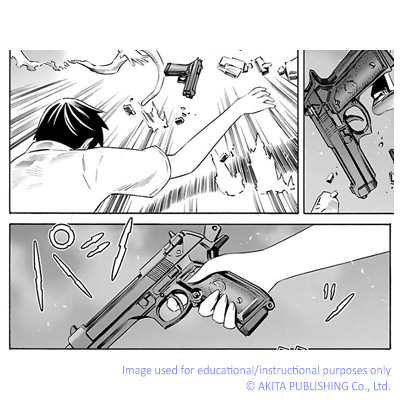 Image used for educational/instructional purposes only
© AKITA PUBLISHING Co., Ltd.